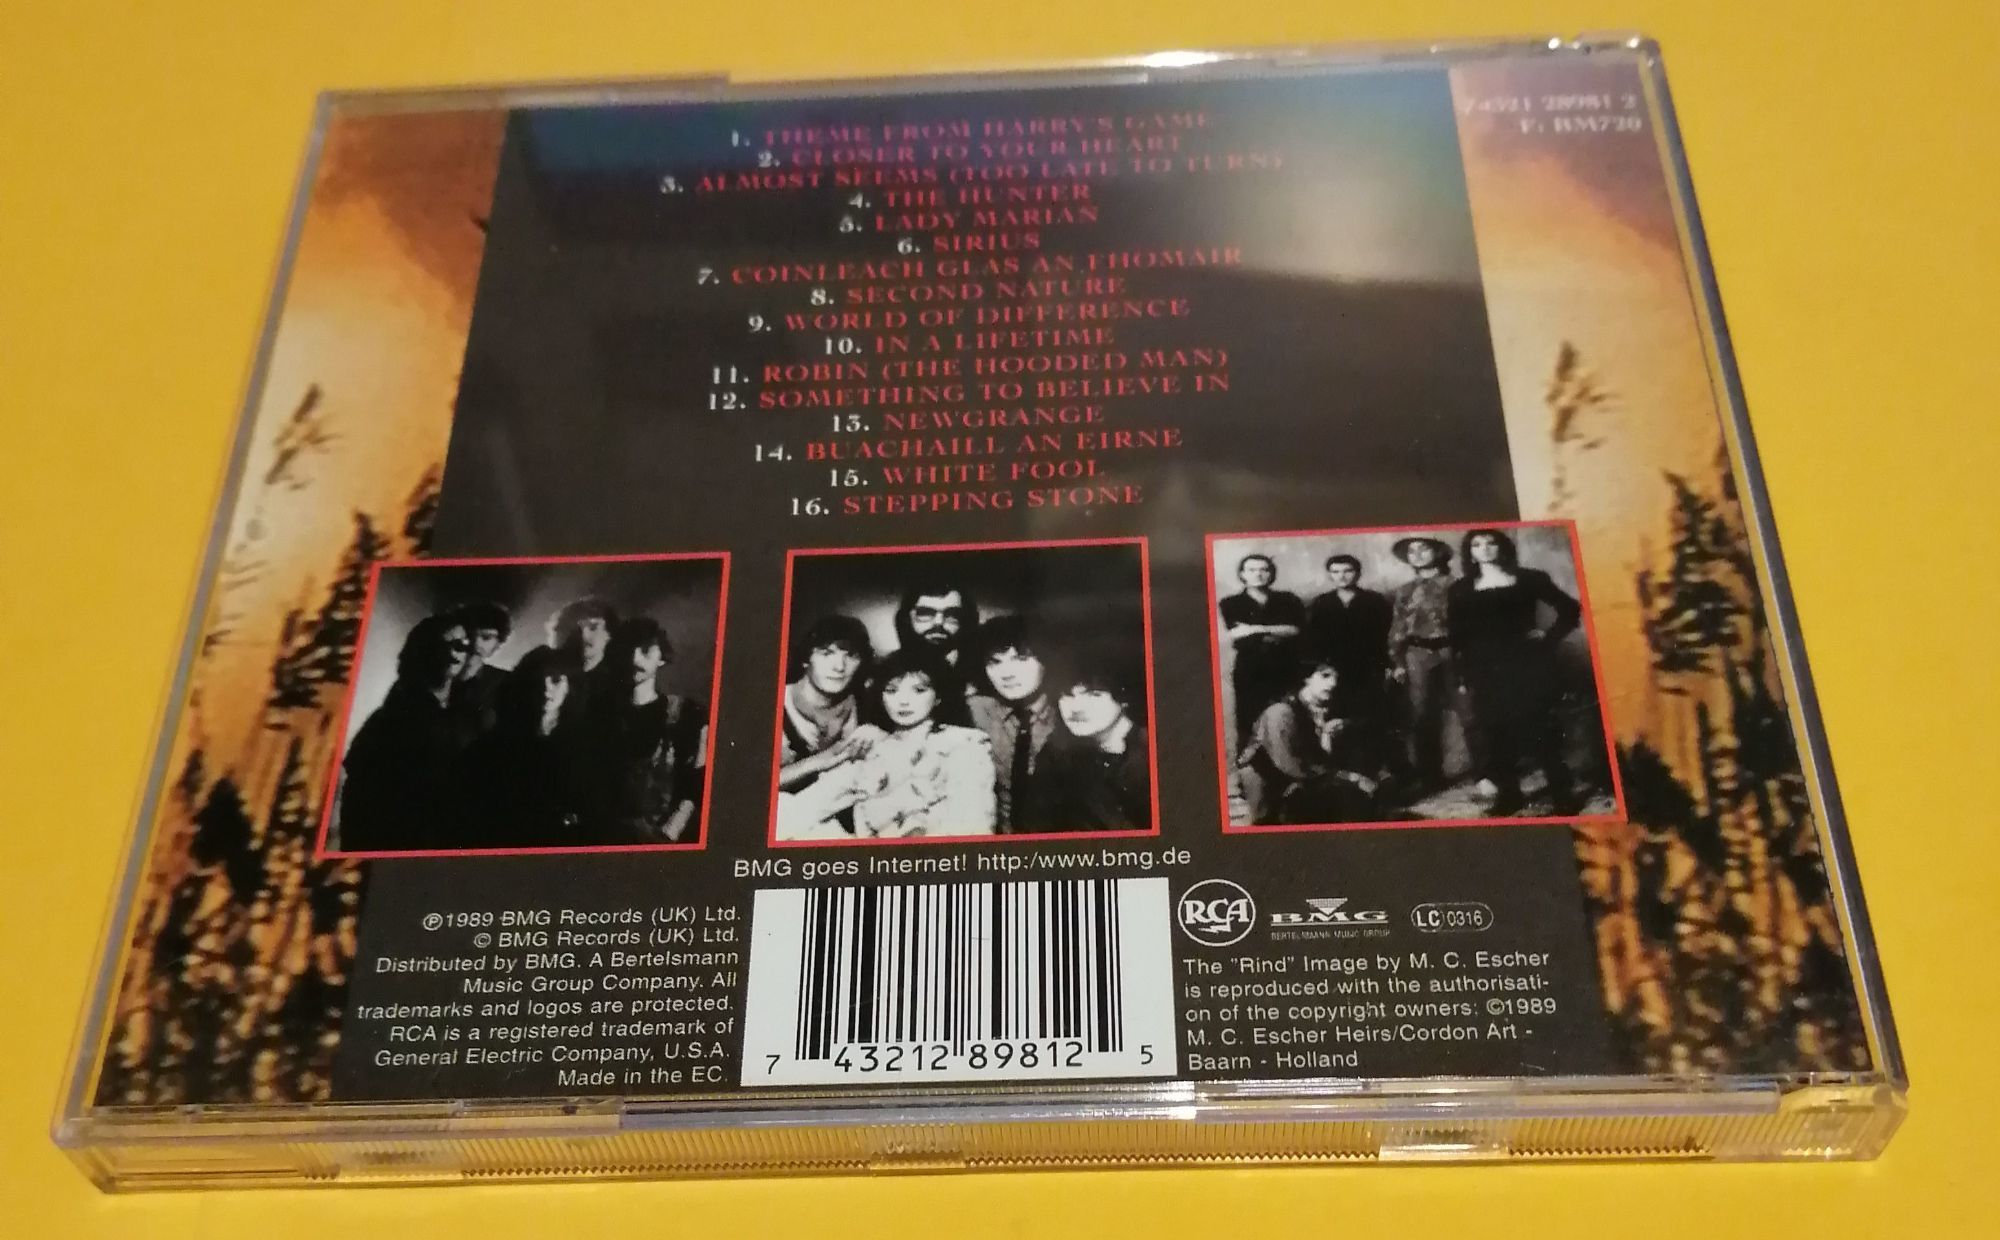 74321 28981 2
F: BM720
1. THEME FROM HARRY'S GAME
2. CLOSER TO YOUR HEART
3. ALMOST SEEMS (TOO LATE TO TURN)
4. THE HUNTER
5. LADY MARIAN
6. SIRIUS
7. COINLEACH GLAS AN FHOMAIR
8. SECOND NATURE
9. WORLD OF DIFFERENCE
10. IN A LIFETIME
11. ROBIN (THE HOODED MAN)
12. SOMETHING TO BELIEVE IN
13. NEWGRANGE
14. BUACHAILL AN EIRNE
15. WHITE FOOL
16. STEPPING STONE
BMG goes Internet! http:/www.bmg.de
℗1989 BMG Records (UK) Ltd.
© BMG Records (UK) Ltd.
Distributed by BMG. A Bertelsmann
Music Group Company. All
trademarks and logos are protected.
RCA is a registered trademark of
General Electric Company, U.S.A.
Made in the EC.
7 43212 89812 5
RCA
BMG
BERTELSMANN MUSIC GROUP
LC 0316
The "Rind" Image by M. C. Escher
is reproduced with the authorisati-
on of the copyright owners: ©1989
M. C. Escher Heirs/Cordon Art -
Baarn - Holland